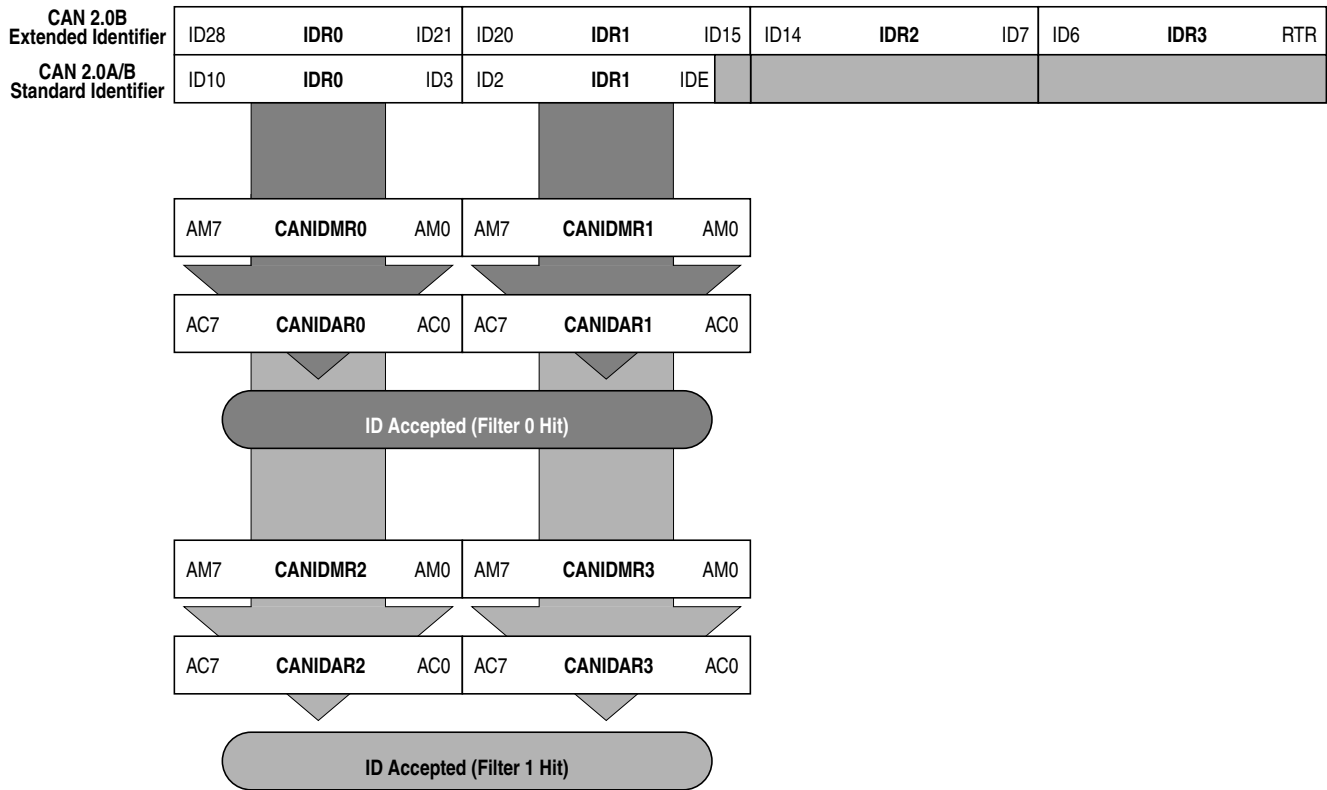 CAN 2.0B
Extended Identifier
ID28 IDR0 ID21 ID20 IDR1 ID15 ID14 IDR2 ID7 ID6 IDR3 RTR
CAN 2.0A/B
Standard Identifier
ID10 IDR0 ID3 ID2 IDR1 IDE
AM7 CANIDMR0 AM0 AM7 CANIDMR1 AM0
AC7 CANIDAR0 AC0 AC7 CANIDAR1 AC0
ID Accepted (Filter 0 Hit)
AM7 CANIDMR2 AM0 AM7 CANIDMR3 AM0
AC7 CANIDAR2 AC0 AC7 CANIDAR3 AC0
ID Accepted (Filter 1 Hit)